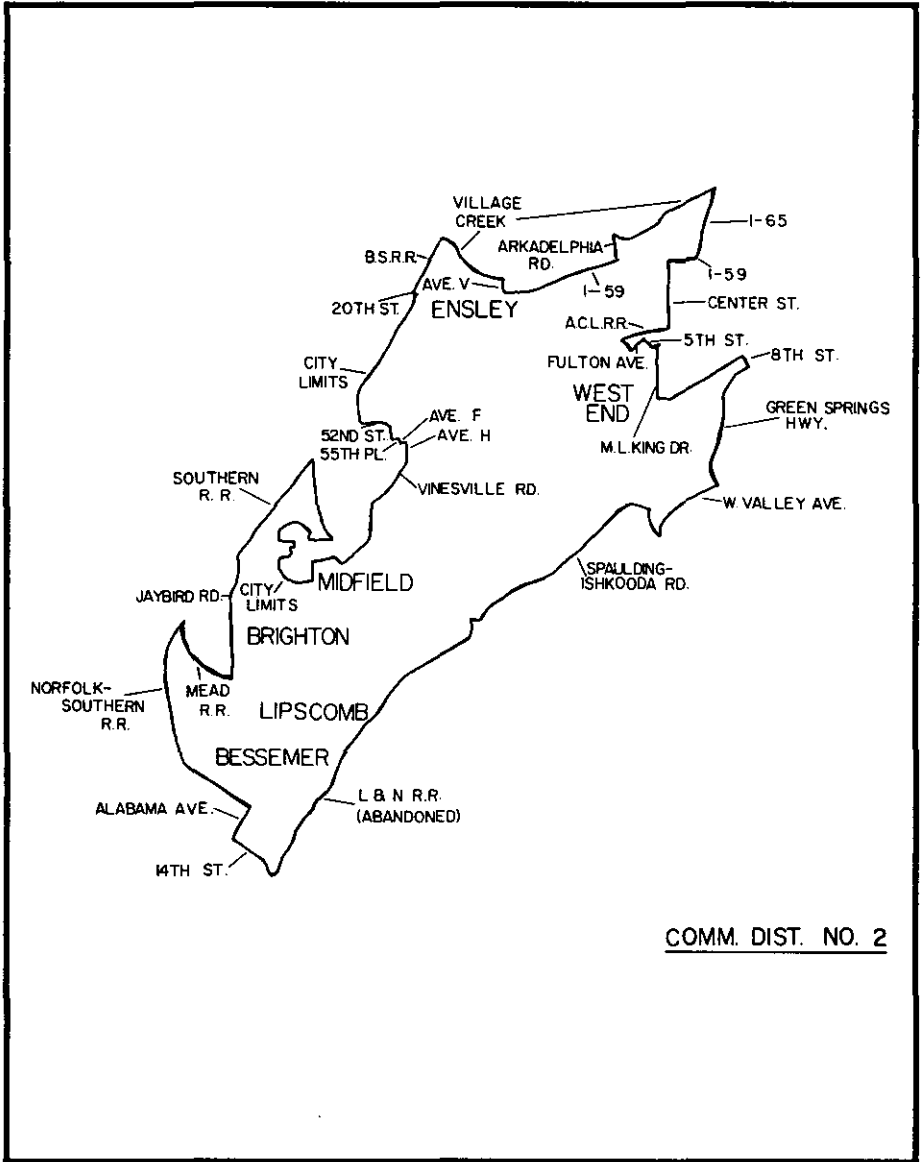 VILLAGE
CREEK
I-65
ARKADELPHIA
RD.
B.S.R.R.
AVE. V
I-59
I-59
20TH ST.
ENSLEY
CENTER ST.
A.C.L.R.R.
5TH ST.
FULTON AVE.
8TH ST.
CITY
LIMITS
WEST
END
GREEN SPRINGS
HWY.
AVE. F
52ND ST.
AVE. H
55TH PL.
M.L.KING DR.
SOUTHERN
R. R.
VINESVILLE RD.
W. VALLEY AVE.
SPAULDING-
ISHKOODA RD.
MIDFIELD
CITY
LIMITS
JAYBIRD RD.
BRIGHTON
NORFOLK-
SOUTHERN
R.R.
MEAD
R.R.
LIPSCOMB
BESSEMER
ALABAMA AVE.
L & N R.R.
(ABANDONED)
14TH ST.
COMM. DIST. NO. 2